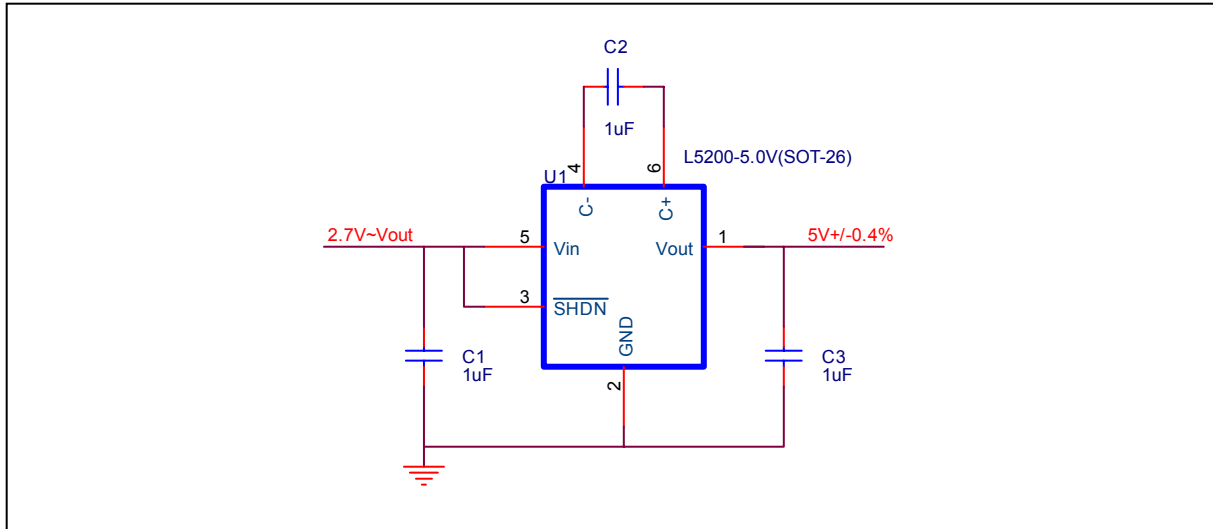 C2
1uF
L5200-5.0V(SOT-26)
U1
4
6
C-
C+
2.7V~Vout
5
Vin
Vout
1
5V+/-0.4%
3
SHDN
GND
2
C1
1uF
C3
1uF